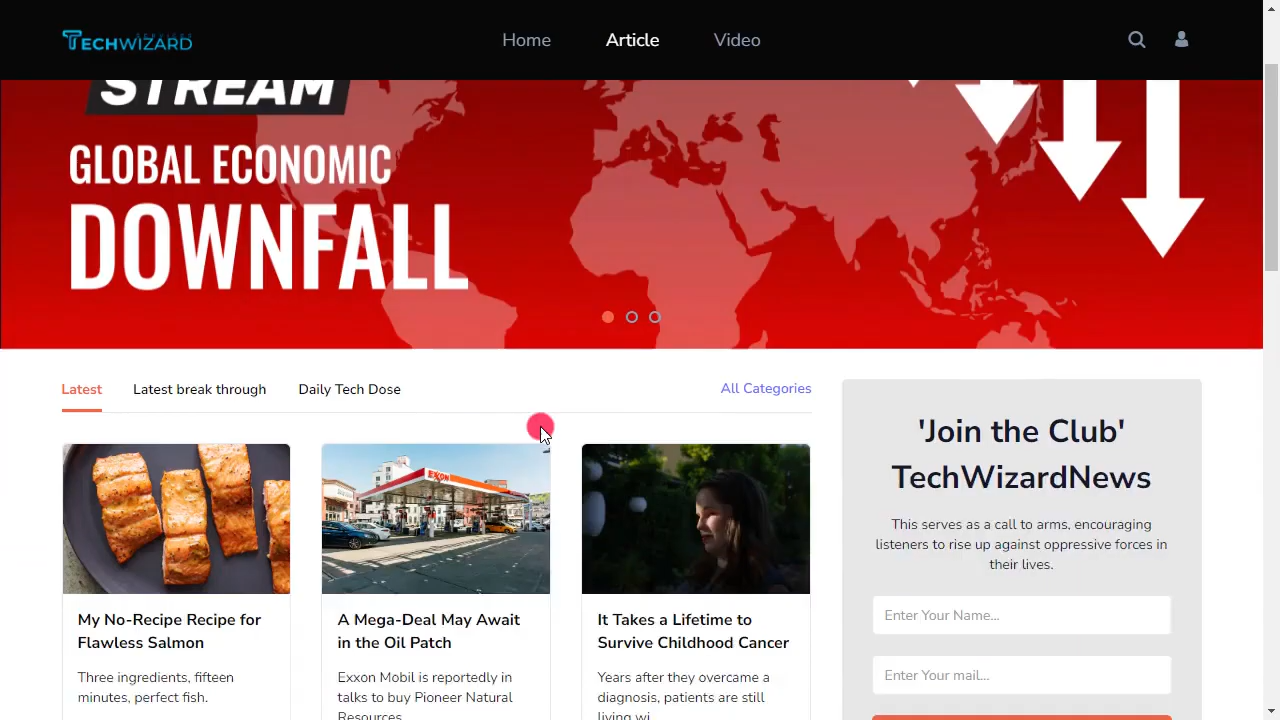 TECHWIZARD
SERVICES
Home
Article
Video
STREAM
GLOBAL ECONOMIC
DOWNFALL
Latest
Latest break through
Daily Tech Dose
All Categories
EXXON
My No-Recipe Recipe for
Flawless Salmon
Three ingredients, fifteen
minutes, perfect fish.
A Mega-Deal May Await
in the Oil Patch
Exxon Mobil is reportedly in
talks to buy Pioneer Natural
Resources
It Takes a Lifetime to
Survive Childhood Cancer
Years after they overcame a
diagnosis, patients are still
living wi...
'Join the Club'
TechWizardNews
This serves as a call to arms, encouraging
listeners to rise up against oppressive forces in
their lives.
Enter Your Name...
Enter Your mail...